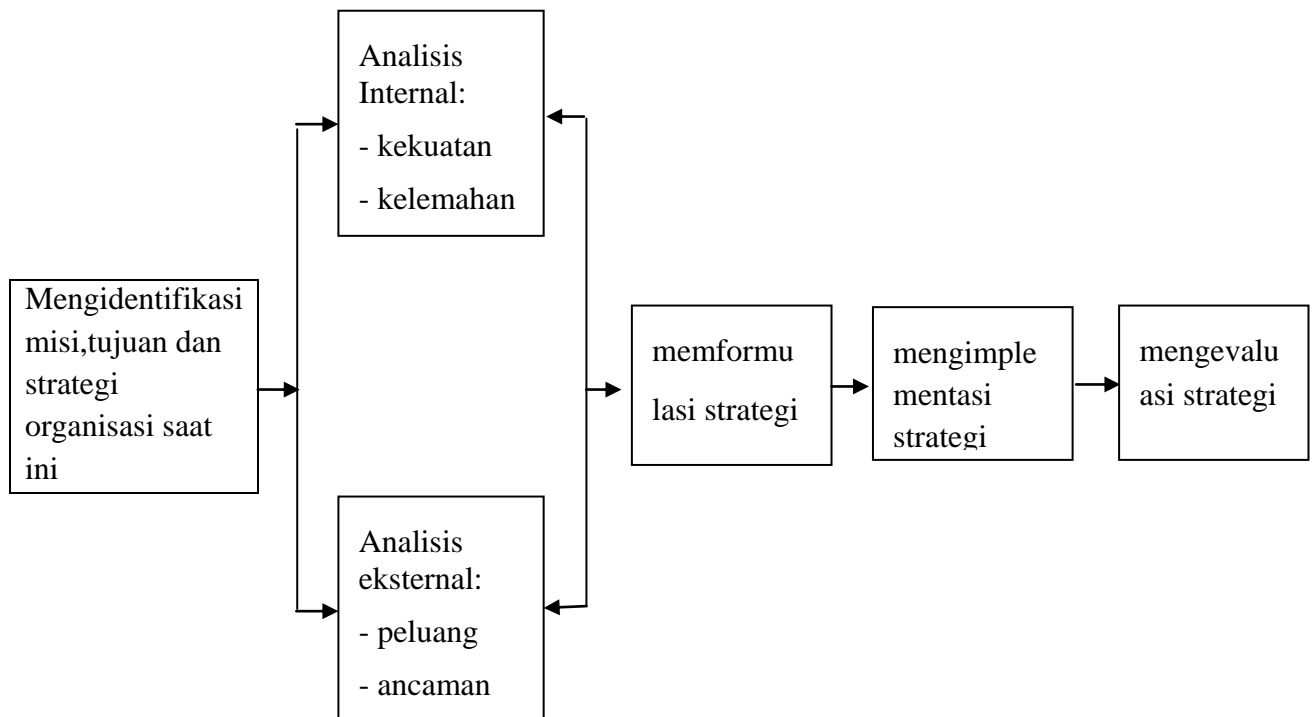 Analisis
Internal:
- kekuatan
- kelemahan
Mengidentifikasi
misi,tujuan dan
strategi
organisasi saat
ini
memformu
lasi strategi
mengimple
mentasi
strategi
mengevalu
asi strategi
Analisis
eksternal:
- peluang
- ancaman